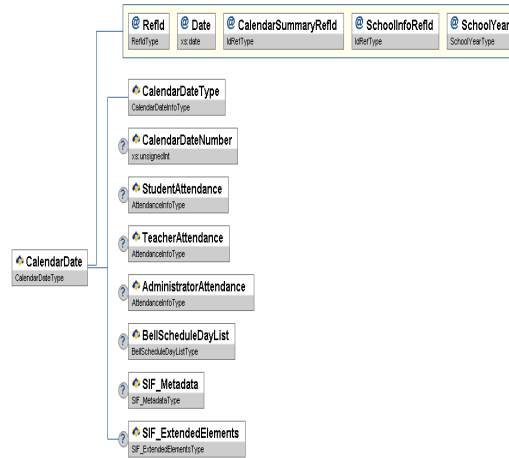 @ RefId
RefIdType
@ Date
xs:date
@ CalendarSummaryRefId
IdRefType
@ SchoolInfoRefId
IdRefType
@ SchoolYear
SchoolYearType
CalendarDateType
CalendarDateInfoType
? CalendarDateNumber
xs:unsignedInt
? StudentAttendance
AttendanceInfoType
? TeacherAttendance
AttendanceInfoType
CalendarDate
CalendarDateType
? AdministratorAttendance
AttendanceInfoType
? BellScheduleDayList
BellScheduleDayListType
? SIF_Metadata
SIF_MetadataType
? SIF_ExtendedElements
SIF_ExtendedElementsType